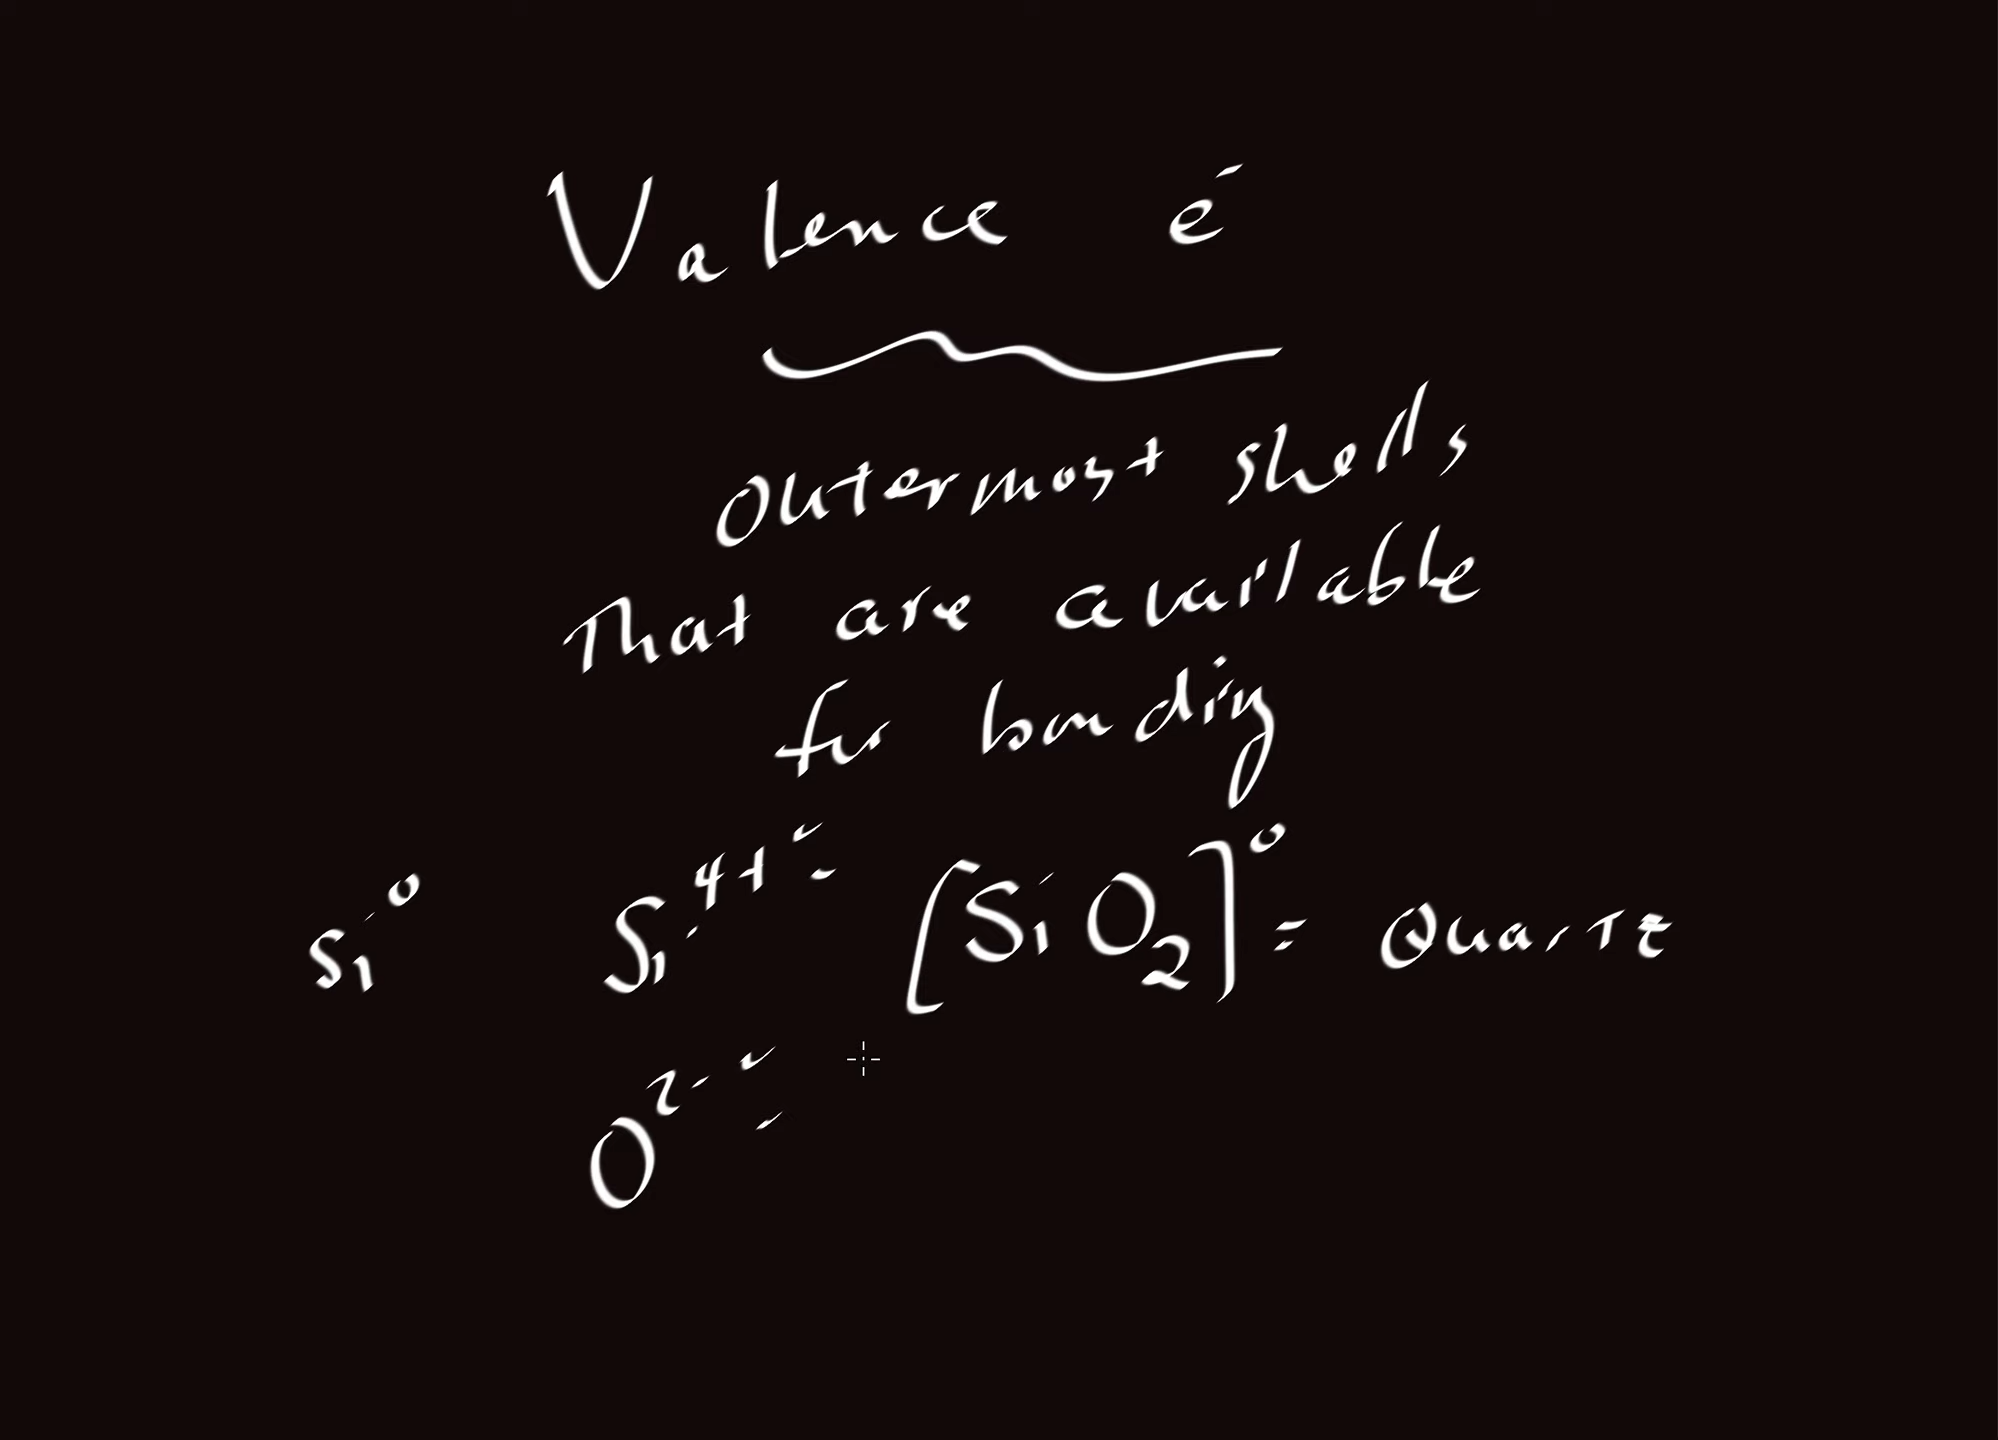 Valence e⁻
Outermost shells
That are available
for bonding
Si⁰ Si⁴⁺ = [SiO₂]⁰ = Quartz
O²⁻ =